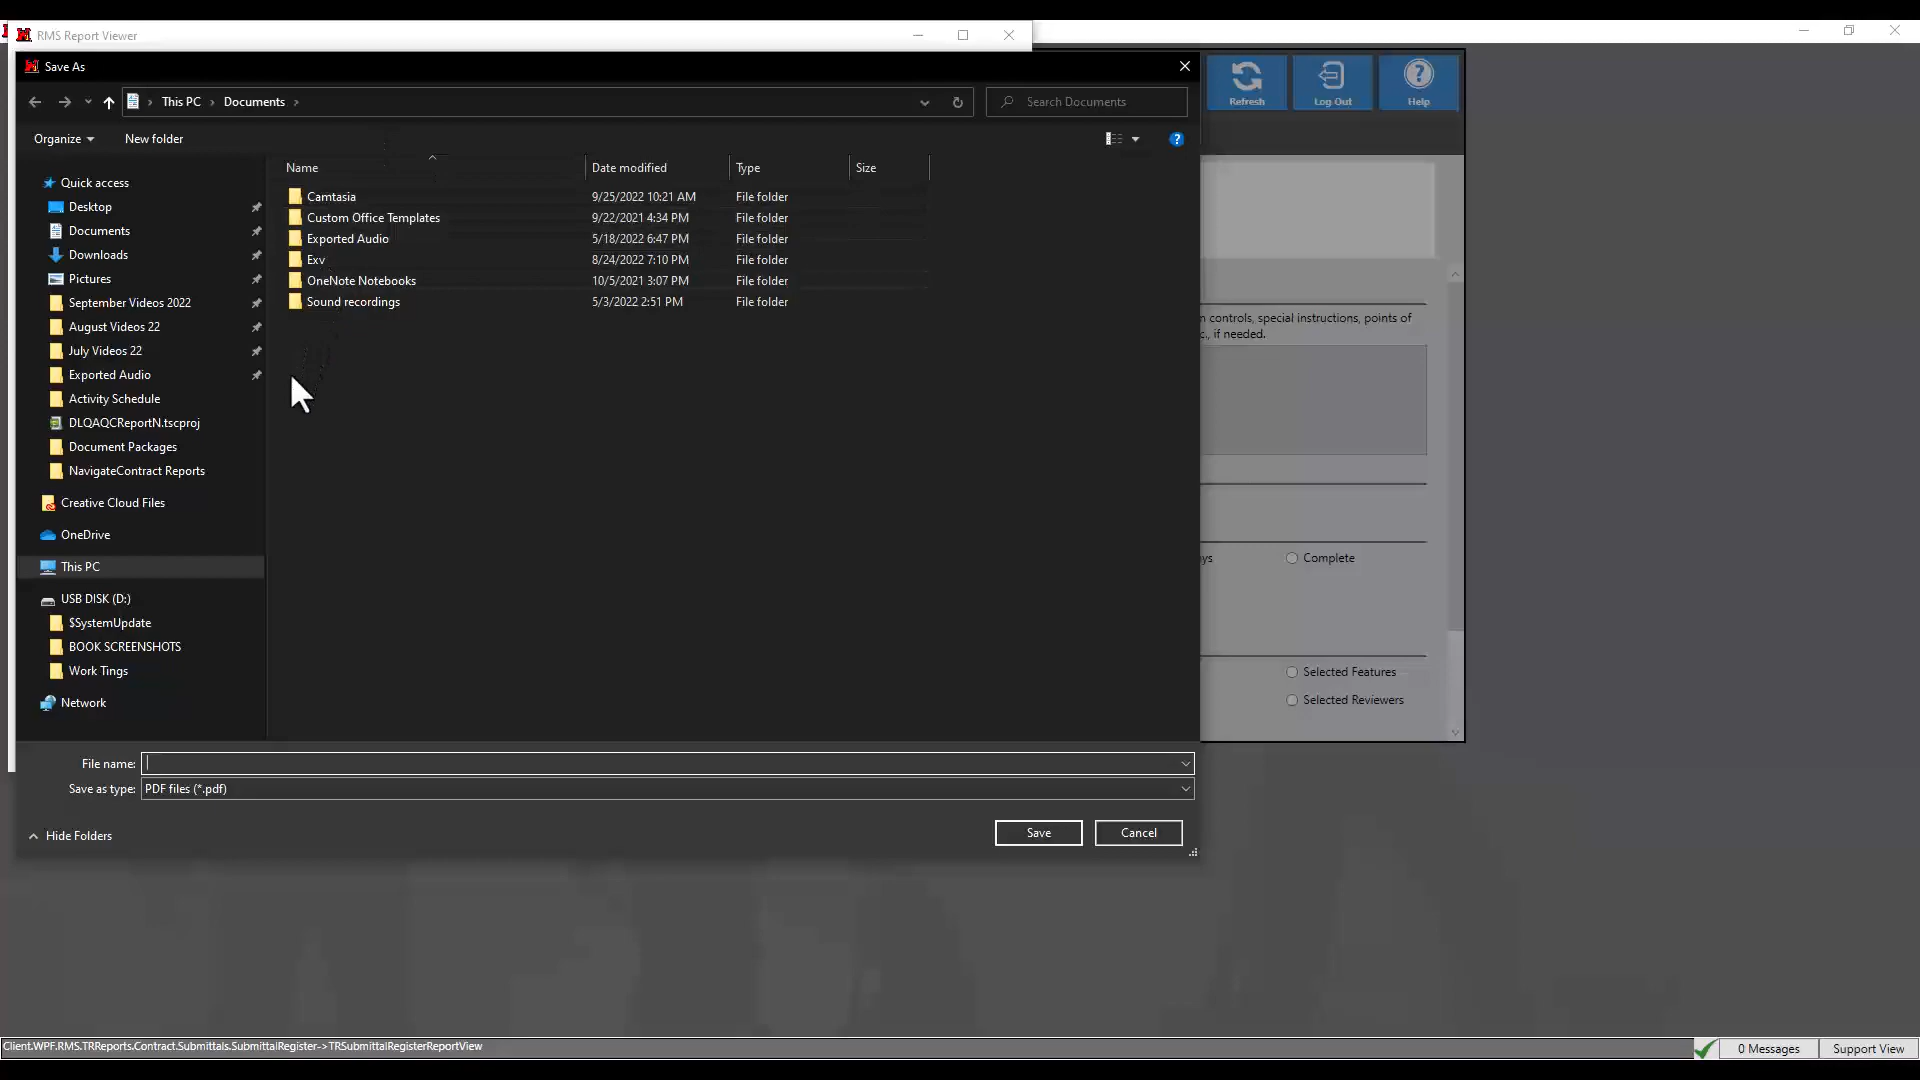 RMS Report Viewer
Save As
This PC > Documents >
Search Documents
Refresh
Log Out
Help
Organize
New folder
Name
Date modified
Type
Size
Quick access
Desktop
Documents
Downloads
Pictures
September Videos 2022
August Videos 22
July Videos 22
Exported Audio
Activity Schedule
DLQAQCReportN.tscproj
Document Packages
NavigateContract Reports
Creative Cloud Files
OneDrive
This PC
USB DISK (D:)
$SystemUpdate
BOOK SCREENSHOTS
Work Tings
Network
Camtasia 9/25/2022 10:21 AM File folder
Custom Office Templates 9/22/2021 4:34 PM File folder
Exported Audio 5/18/2022 6:47 PM File folder
Exv 8/24/2022 7:10 PM File folder
OneNote Notebooks 10/5/2021 3:07 PM File folder
Sound recordings 5/3/2022 2:51 PM File folder
n controls, special instructions, points of
c., if needed.
ys
Complete
Selected Features
Selected Reviewers
File name:
Save as type: PDF files (*.pdf)
Hide Folders
Save
Cancel
Client.WPF.RMS.TRReports.Contract.Submittals.SubmittalRegister->TRSubmittalRegisterReportView
0 Messages
Support View